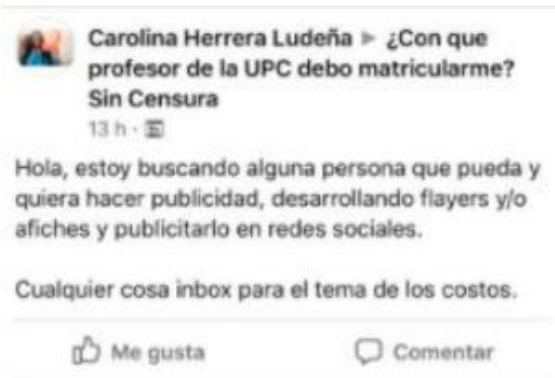 Carolina Herrera Ludeña ▶ ¿Con que
profesor de la UPC debo matricularme?
Sin Censura
13 h ·
Hola, estoy buscando alguna persona que pueda y
quiera hacer publicidad, desarrollando flayers y/o
afiches y publicitarlo en redes sociales.
Cualquier cosa inbox para el tema de los costos.
Me gusta
Comentar